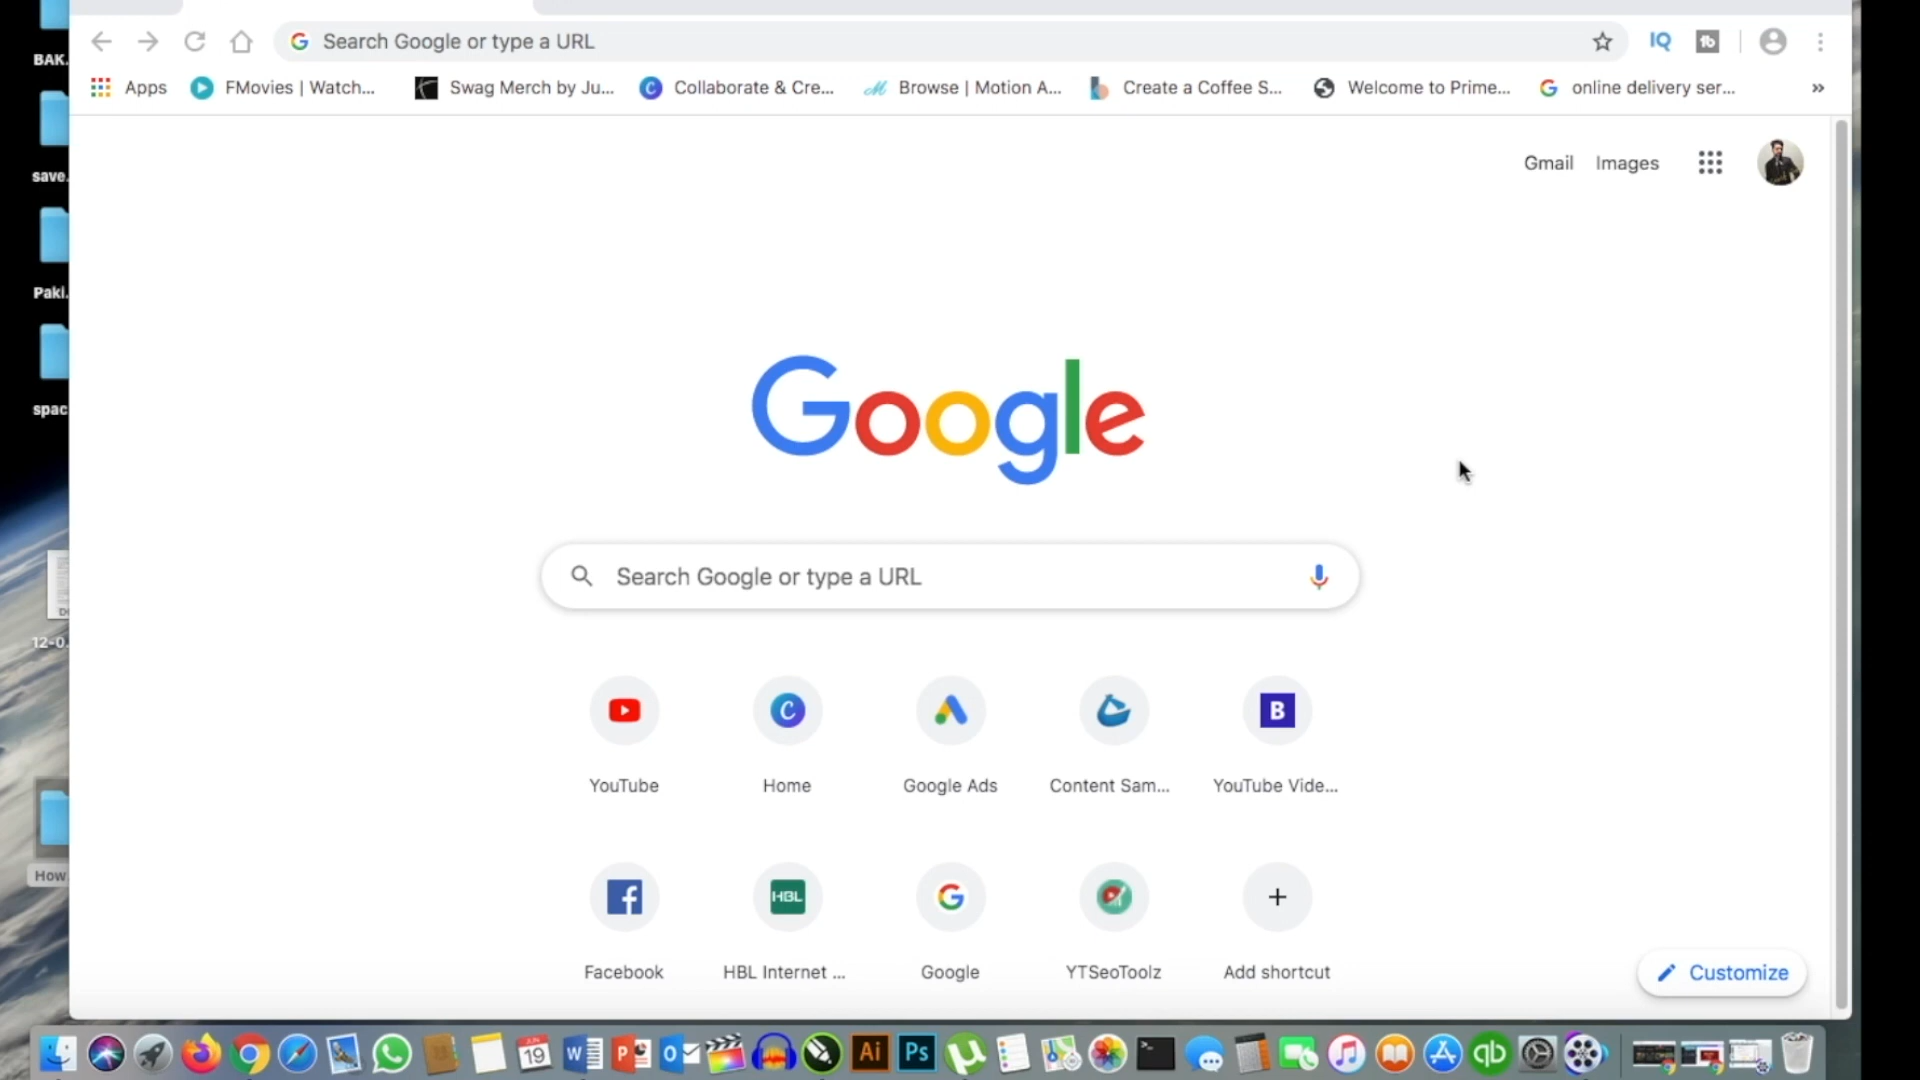 Search Google or type a URL
IQ
Apps
FMovies | Watch...
Swag Merch by Ju...
Collaborate & Cre...
Browse | Motion A...
Create a Coffee S...
Welcome to Prime...
online delivery ser...
»
Gmail
Images
BAK.
save.
Paki.
spac
12-0.
How
Google
Search Google or type a URL
YouTube
Home
Google Ads
Content Sam...
YouTube Vide...
B
HBL
Facebook
HBL Internet ...
Google
YTSeoToolz
Add shortcut
Customize
JUN
19
W
P
O
Ai
Ps
qb